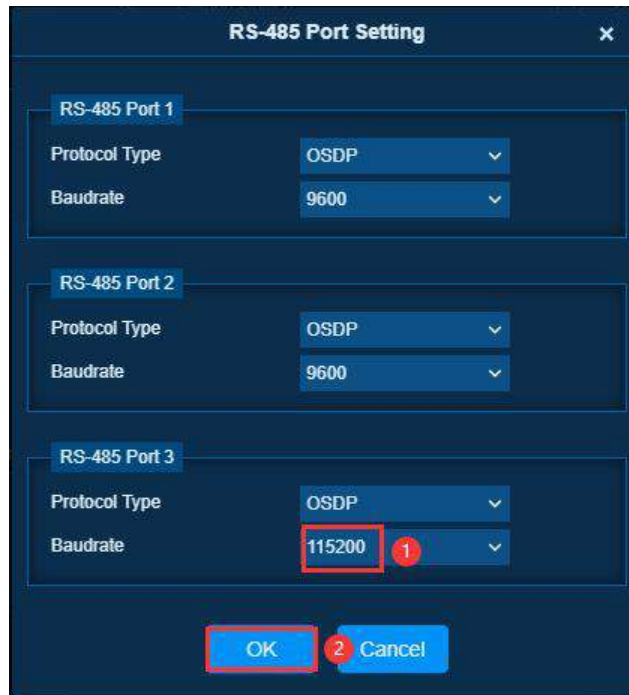 RS-485 Port Setting ×
RS-485 Port 1
Protocol Type OSDP
Baudrate 9600
RS-485 Port 2
Protocol Type OSDP
Baudrate 9600
RS-485 Port 3
Protocol Type OSDP
Baudrate 115200 1
OK 2 Cancel